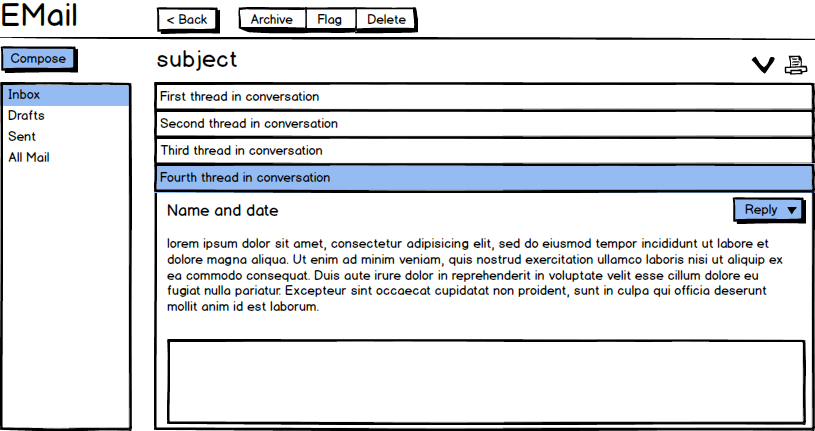 EMail
< Back
Archive Flag Delete
Compose
subject
Inbox
Drafts
Sent
All Mail
First thread in conversation
Second thread in conversation
Third thread in conversation
Fourth thread in conversation
Name and date
Reply
lorem ipsum dolor sit amet, consectetur adipisicing elit, sed do eiusmod tempor incididunt ut labore et
dolore magna aliqua. Ut enim ad minim veniam, quis nostrud exercitation ullamco laboris nisi ut aliquip ex
ea commodo consequat. Duis aute irure dolor in reprehenderit in voluptate velit esse cillum dolore eu
fugiat nulla pariatur. Excepteur sint occaecat cupidatat non proident, sunt in culpa qui officia deserunt
mollit anim id est laborum.